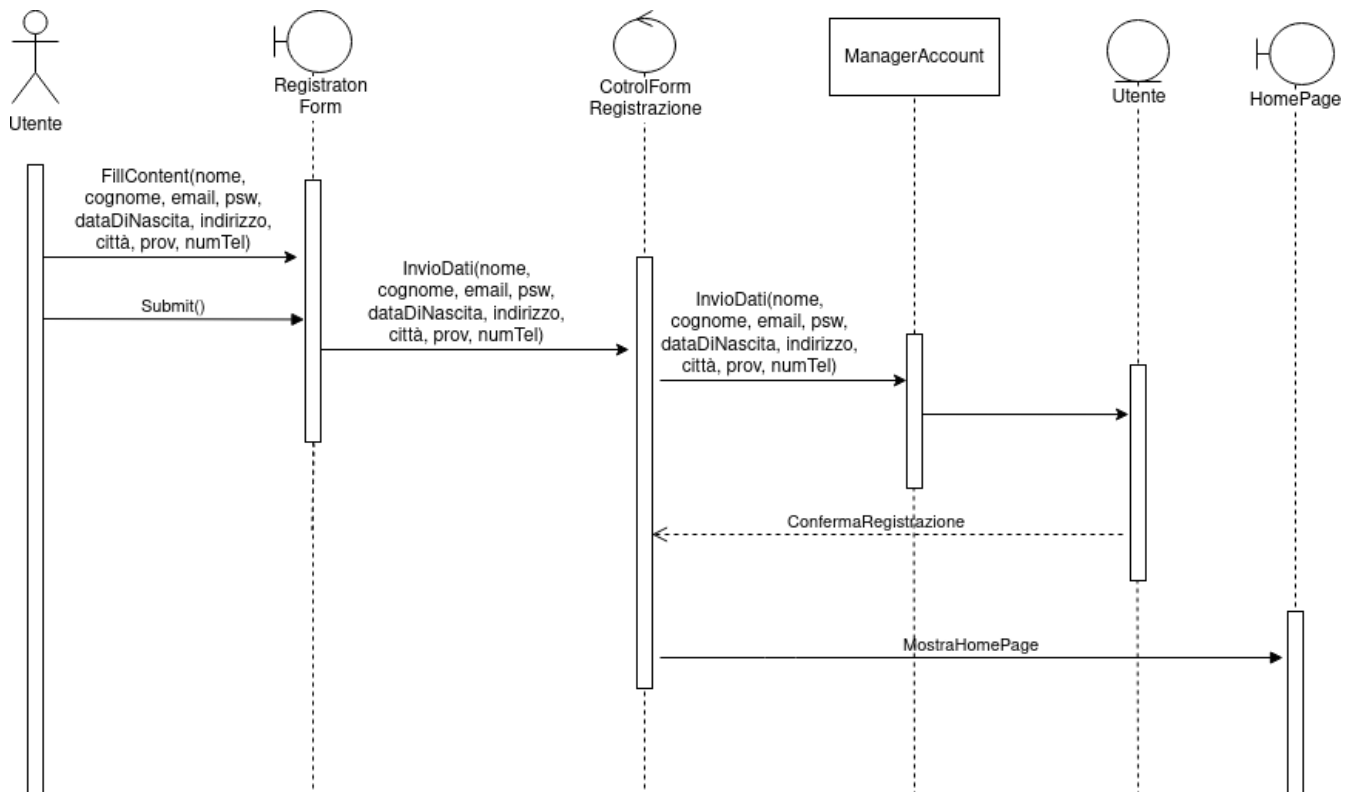 Utente
Registraton
Form
CotrolForm
Registrazione
ManagerAccount
Utente
HomePage
FillContent(nome,
cognome, email, psw,
dataDiNascita, indirizzo,
città, prov, numTel)
Submit()
InvioDati(nome,
cognome, email, psw,
dataDiNascita, indirizzo,
città, prov, numTel)
InvioDati(nome,
cognome, email, psw,
dataDiNascita, indirizzo,
città, prov, numTel)
ConfermaRegistrazione
MostraHomePage